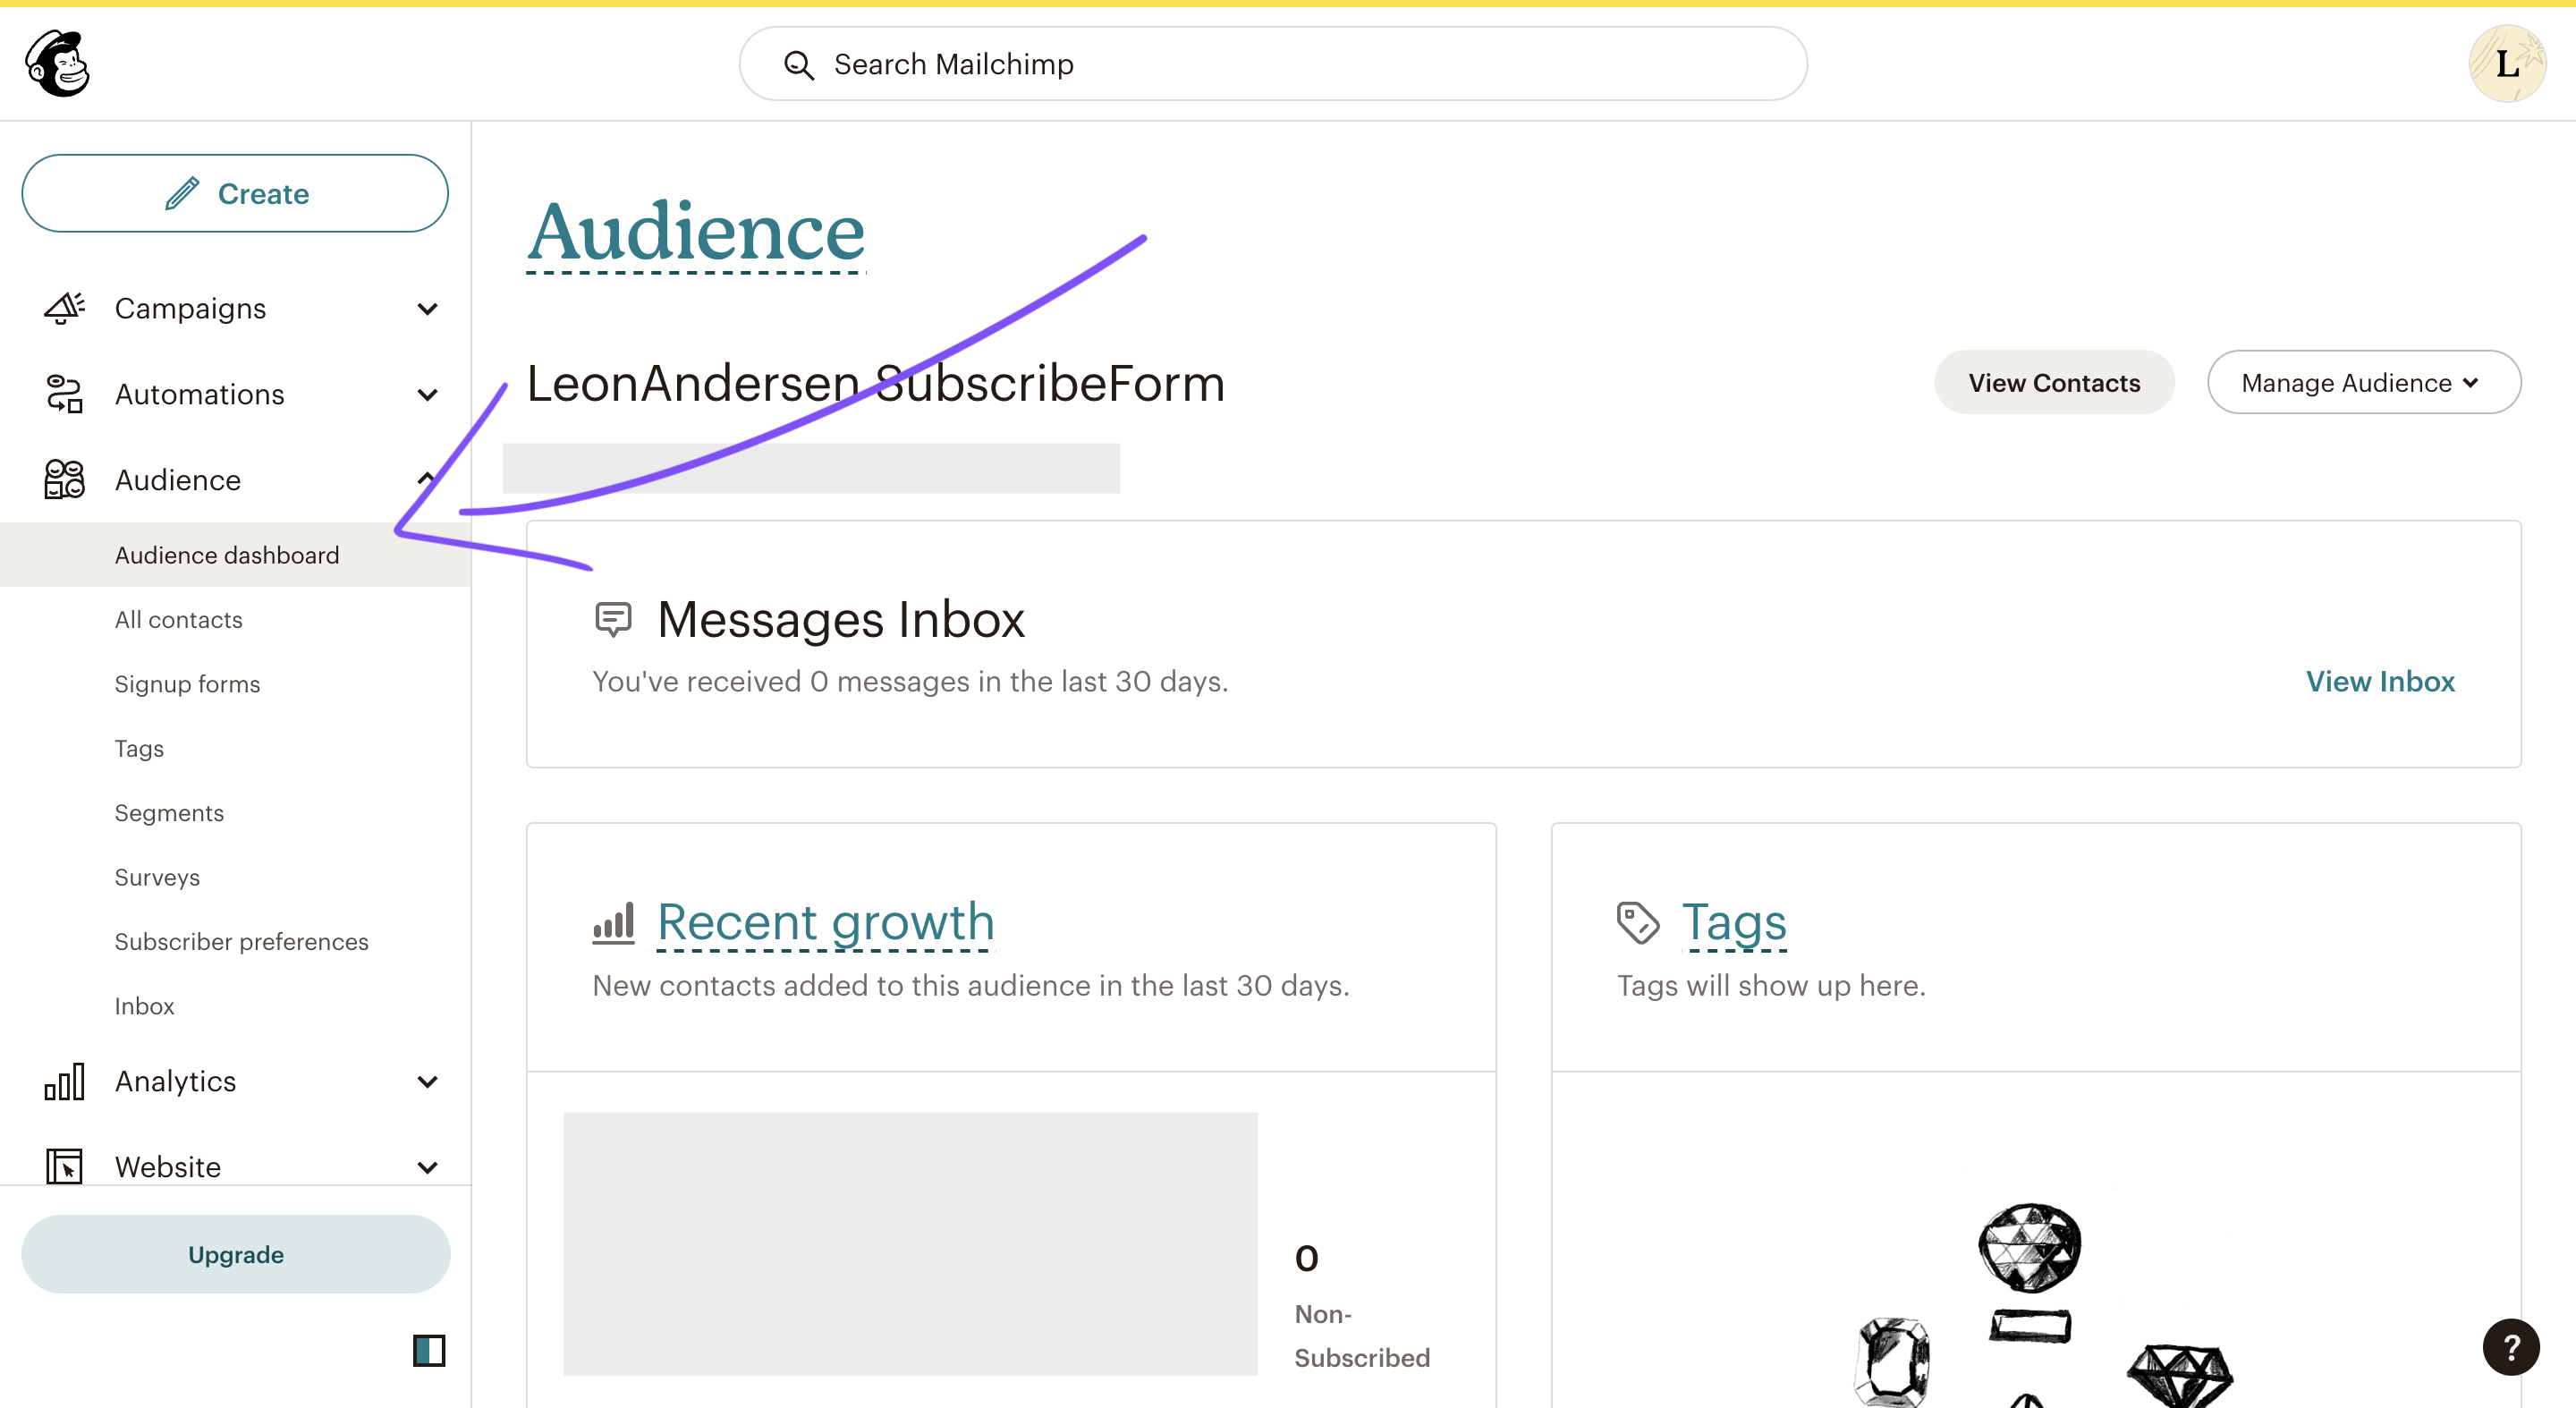 Search Mailchimp
L
Create
Campaigns
Automations
Audience
Audience dashboard
All contacts
Signup forms
Tags
Segments
Surveys
Subscriber preferences
Inbox
Analytics
Website
Upgrade
Audience
LeonAndersen SubscribeForm
View Contacts
Manage Audience
Messages Inbox
You've received 0 messages in the last 30 days.
View Inbox
Recent growth
New contacts added to this audience in the last 30 days.
0
Non-
Subscribed
Tags
Tags will show up here.
?